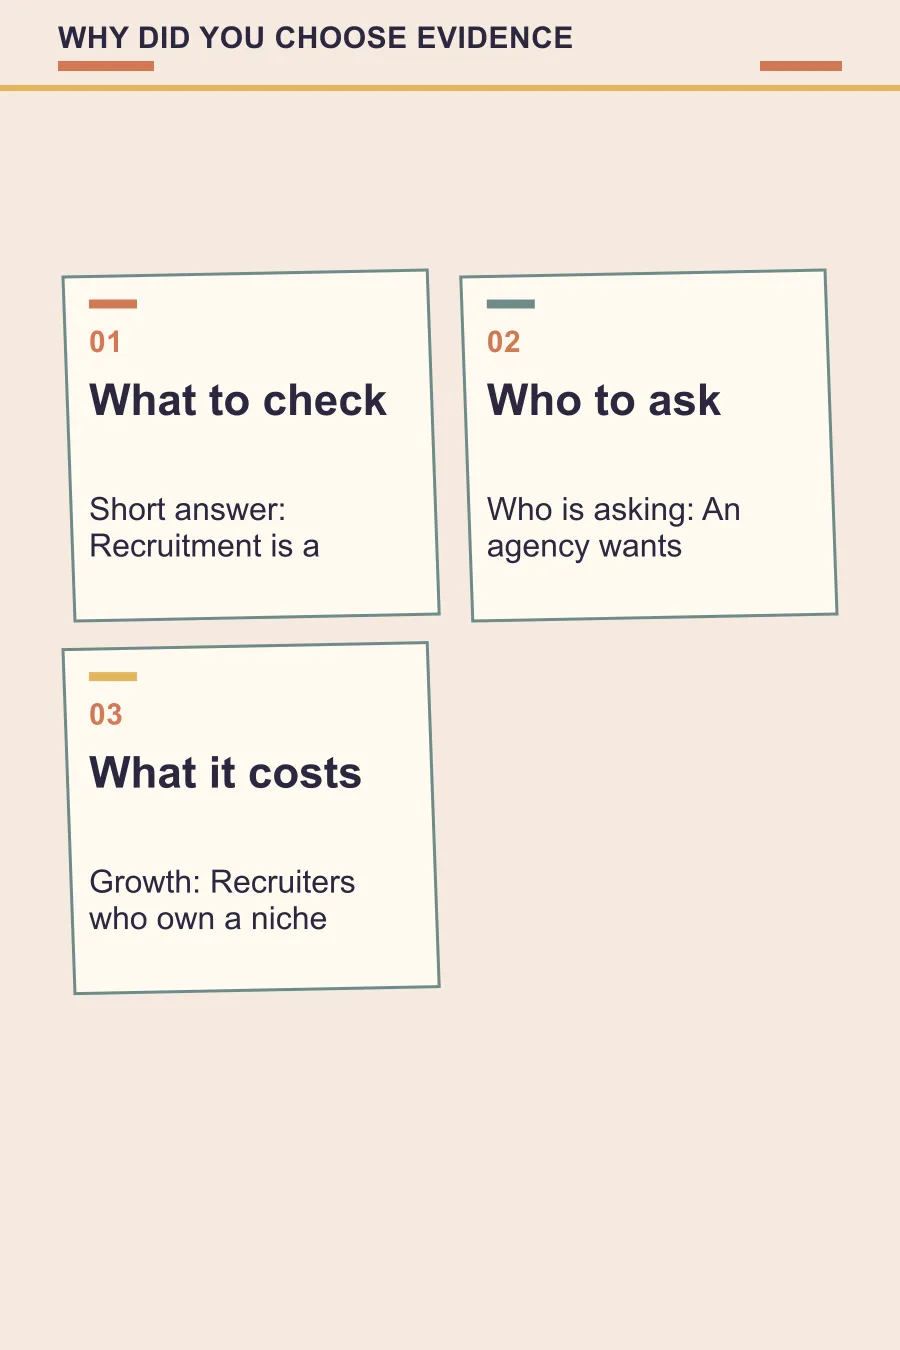 WHY DID YOU CHOOSE EVIDENCE
01
What to check
Short answer:
Recruitment is a
02
Who to ask
Who is asking: An
agency wants
03
What it costs
Growth: Recruiters
who own a niche